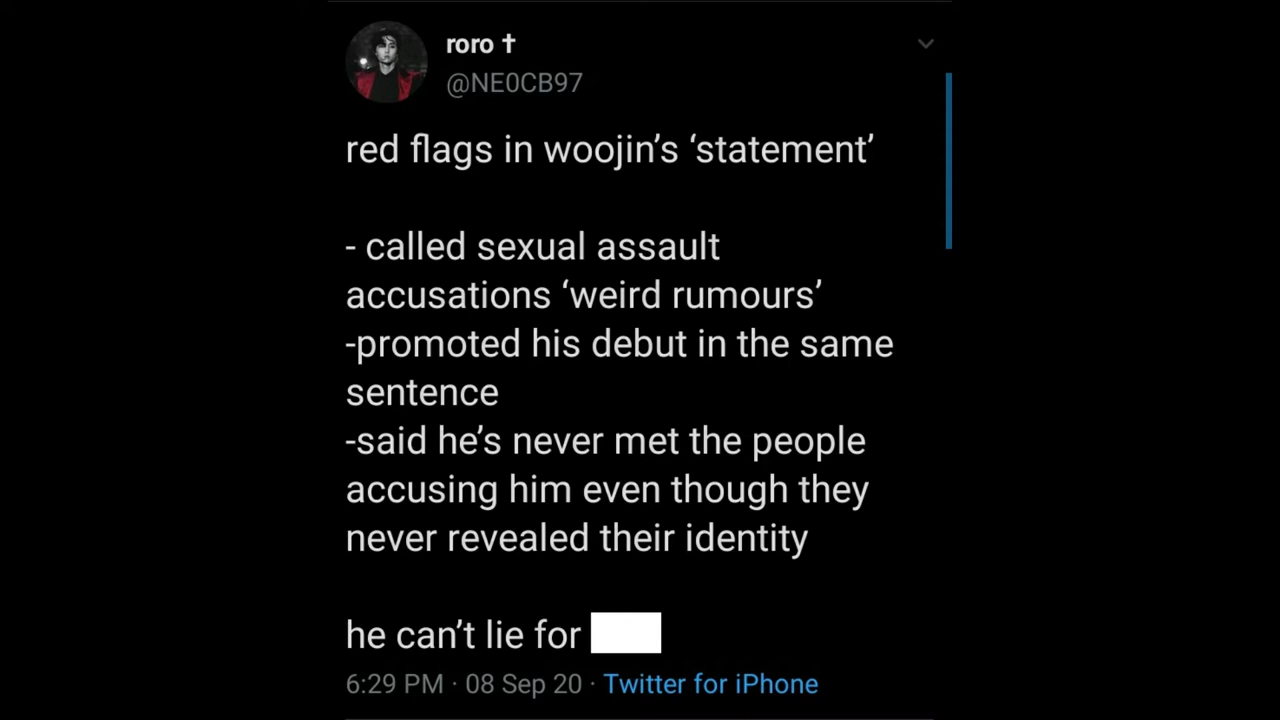 roro ✝
@NE0CB97
red flags in woojin's 'statement'
- called sexual assault
accusations 'weird rumours'
-promoted his debut in the same
sentence
-said he's never met the people
accusing him even though they
never revealed their identity
he can't lie for
6:29 PM · 08 Sep 20 · Twitter for iPhone